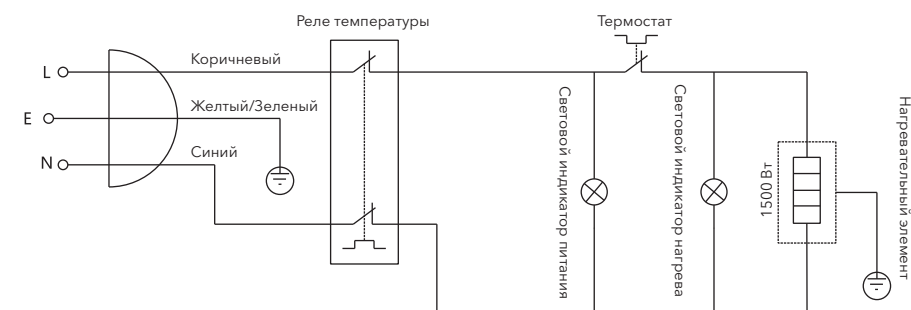 Реле температуры
Термостат
L
Коричневый
E
Желтый/Зеленый
N
Синий
Световой индикатор питания
Световой индикатор нагрева
1500 Вт
Нагревательный элемент